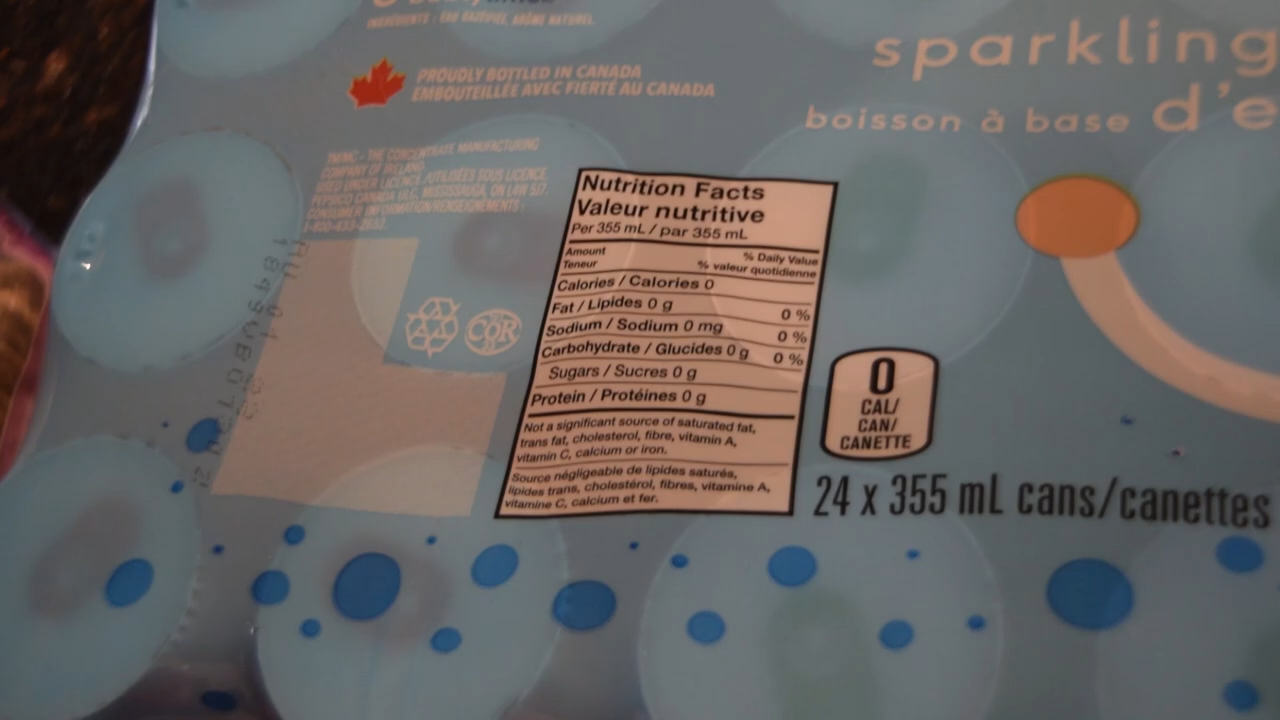 INGRÉDIENTS : EAU GAZÉIFIÉE, ARÔME NATUREL.
PROUDLY BOTTLED IN CANADA
EMBOUTEILLÉE AVEC FIERTÉ AU CANADA
TM/MC - THE CONCENTRATE MANUFACTURING
COMPANY OF IRELAND.
USED UNDER LICENCE./UTILISÉES SOUS LICENCE.
PEPSICO CANADA ULC, MISSISSAUGA, ON L4W 5J7.
CONSUMER INFORMATION/RENSEIGNEMENTS :
COR
Nutrition Facts
Valeur nutritive
Per 355 mL / par 355 mL
Amount % Daily Value
Teneur % valeur quotidienne
Calories / Calories 0
Fat / Lipides 0 g 0 %
Sodium / Sodium 0 mg 0 %
Carbohydrate / Glucides 0 g 0 %
Sugars / Sucres 0 g
Protein / Protéines 0 g
Not a significant source of saturated fat,
trans fat, cholesterol, fibre, vitamin A,
vitamin C, calcium or iron.
Source négligeable de lipides saturés,
lipides trans, cholestérol, fibres, vitamine A,
vitamine C, calcium et fer.
sparkling
boisson à base d'e
0
CAL/
CAN/
CANETTE
24 x 355 mL cans/canettes